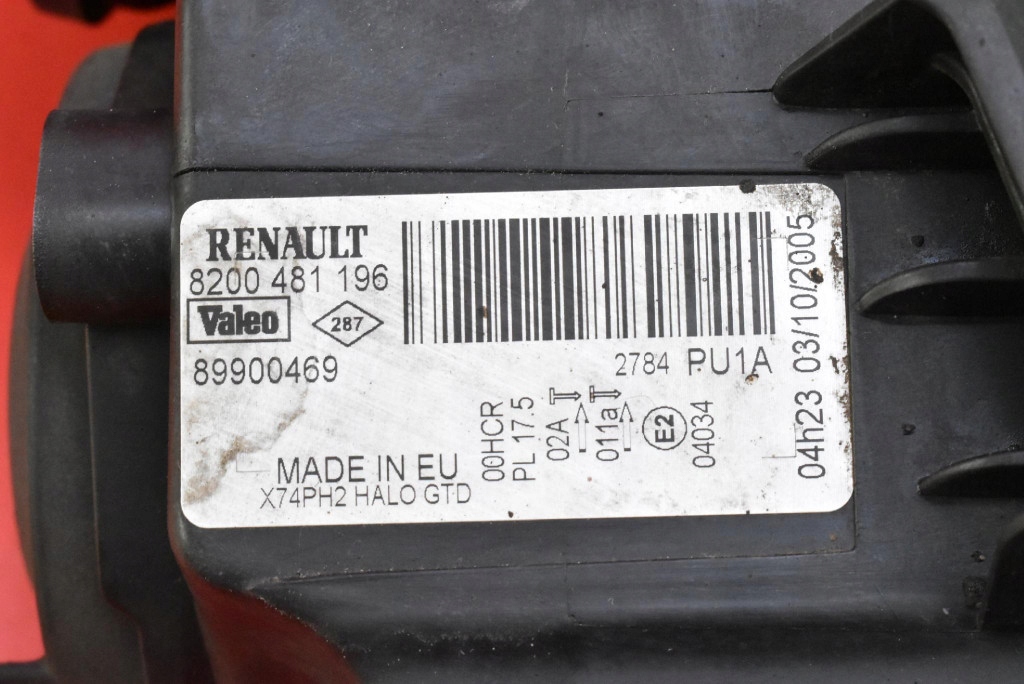 RENAULT
8200 481 196
Valeo
287
89900469
2784 PU1A
MADE IN EU
X74PH2 HALO GTD
00HCR
PL 17.5
02A
011a
E2
04034
04h23 03/10/2005